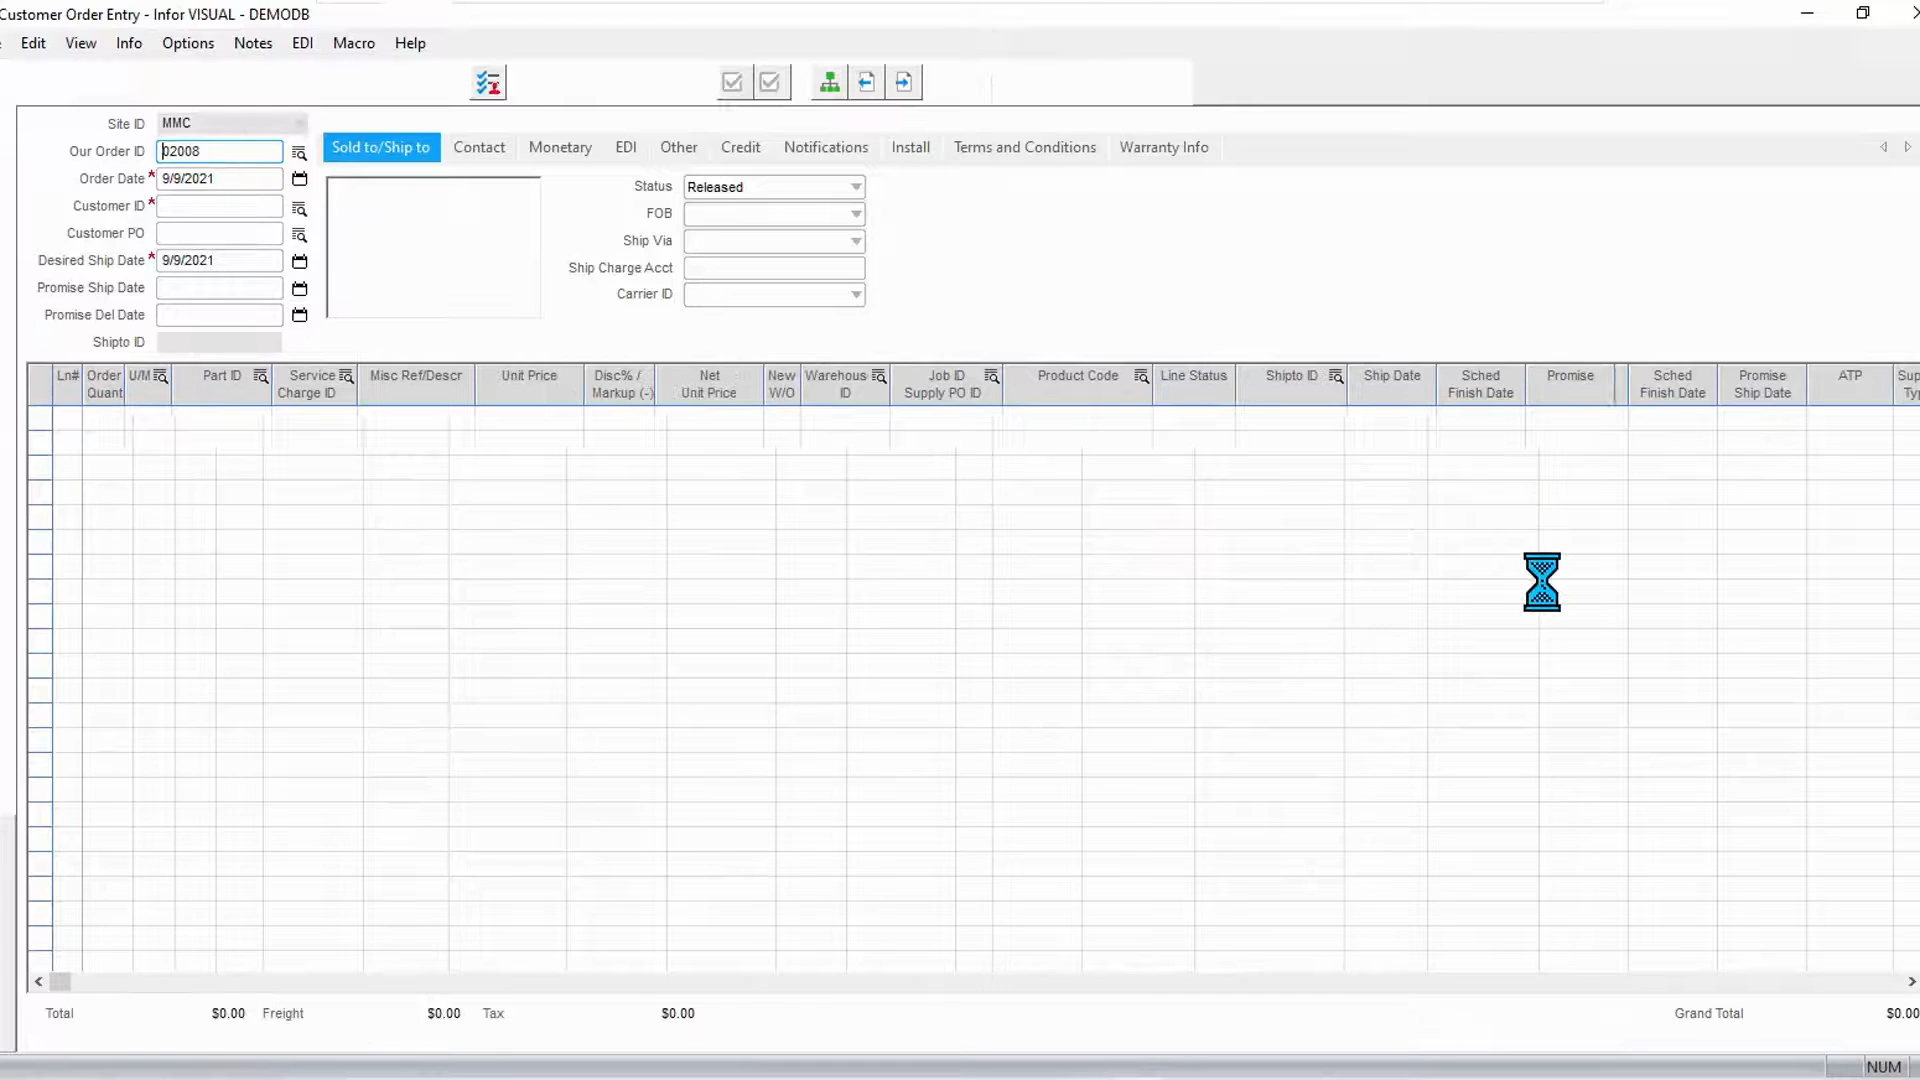 Customer Order Entry - Infor VISUAL - DEMODB
Edit View Info Options Notes EDI Macro Help
Site ID MMC
Our Order ID 02008
Order Date * 9/9/2021
Customer ID *
Customer PO
Desired Ship Date * 9/9/2021
Promise Ship Date
Promise Del Date
Shipto ID
Sold to/Ship to Contact Monetary EDI Other Credit Notifications Install Terms and Conditions Warranty Info
Status Released
FOB
Ship Via
Ship Charge Acct
Carrier ID
Ln# Order U/M Part ID Service Misc Ref/Descr Unit Price Disc% / Net New Warehous Job ID Product Code Line Status Shipto ID Ship Date Sched Promise Sched Promise ATP Sup
Quant Charge ID Markup (-) Unit Price W/O ID Supply PO ID Finish Date Finish Date Ship Date Ty
Total $0.00 Freight $0.00 Tax $0.00 Grand Total $0.00
NUM